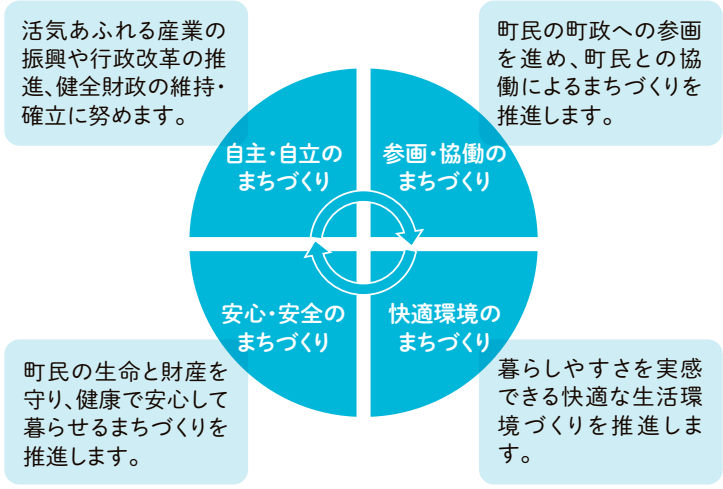 活気あふれる産業の
振興や行政改革の推
進、健全財政の維持・
確立に努めます。
町民の町政への参画
を進め、町民との協
働によるまちづくりを
推進します。
自主・自立の
まちづくり
参画・協働の
まちづくり
安心・安全の
まちづくり
快適環境の
まちづくり
町民の生命と財産を
守り、健康で安心して
暮らせるまちづくりを
推進します。
暮らしやすさを実感
できる快適な生活環
境づくりを推進しま
す。